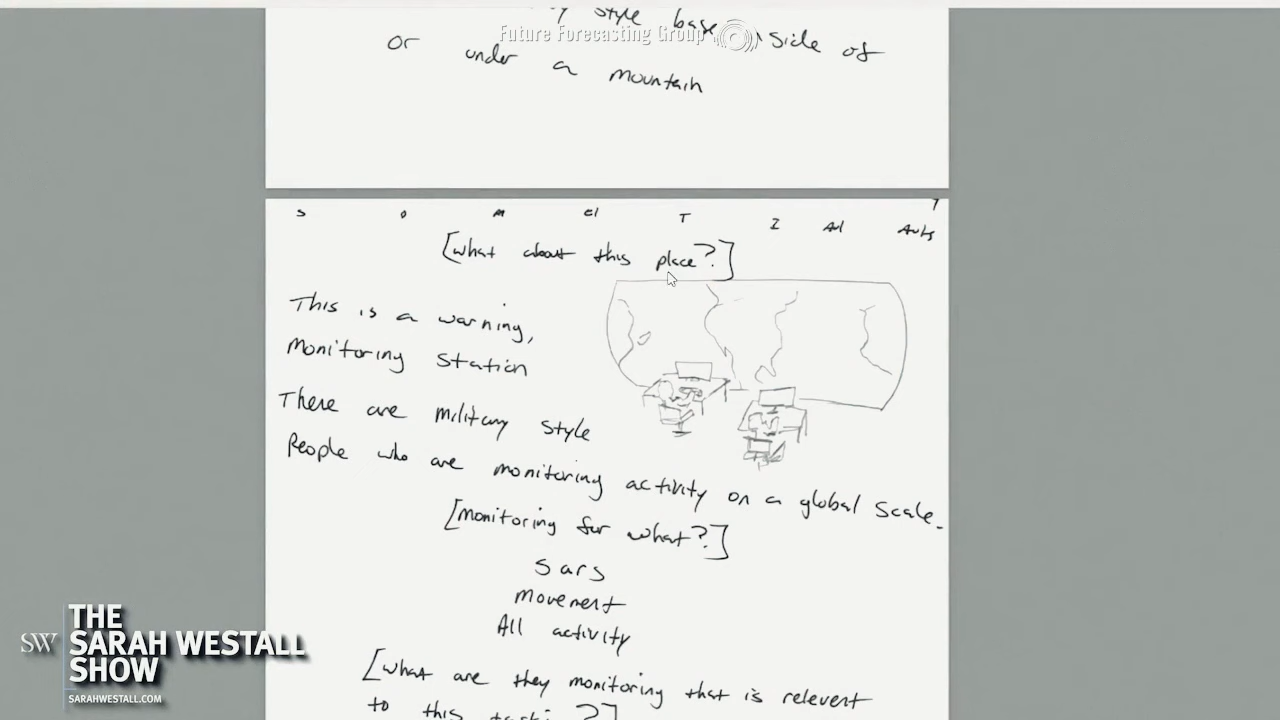 style base side of
Future Forecasting Group
or under a mountain
S O M EI T I AI Auts
[what about this place?]
This is a warning,
monitoring station
There are military style
People who are monitoring activity on a global scale.
[monitoring for what?]
sars
movement
All activity
[what are they monitoring that is relevent
to this
SW
THE
SARAH WESTALL
SHOW
SARAHWESTALL.COM